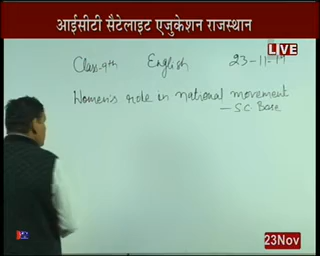 आईसीटी सैटेलाइट एजुकेशन राजस्थान
LIVE
Class-9th English 23-11-19
Women's role in national movement
- S.C Bose
23Nov